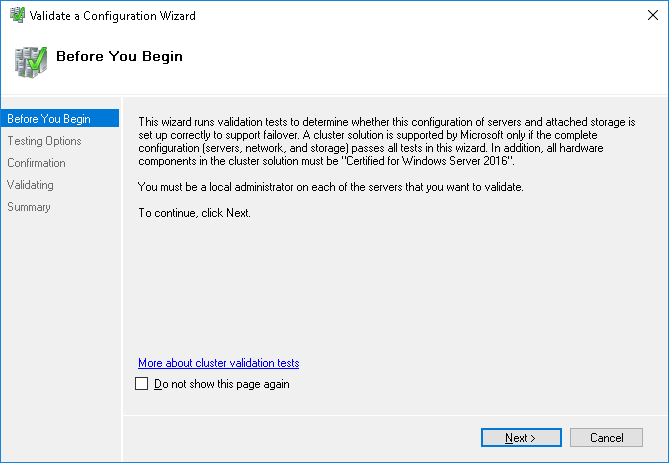 Validate a Configuration Wizard
Before You Begin
Before You Begin
Testing Options
Confirmation
Validating
Summary
This wizard runs validation tests to determine whether this configuration of servers and attached storage is
set up correctly to support failover. A cluster solution is supported by Microsoft only if the complete
configuration (servers, network, and storage) passes all tests in this wizard. In addition, all hardware
components in the cluster solution must be "Certified for Windows Server 2016".
You must be a local administrator on each of the servers that you want to validate.
To continue, click Next.
More about cluster validation tests
Do not show this page again
Next >
Cancel